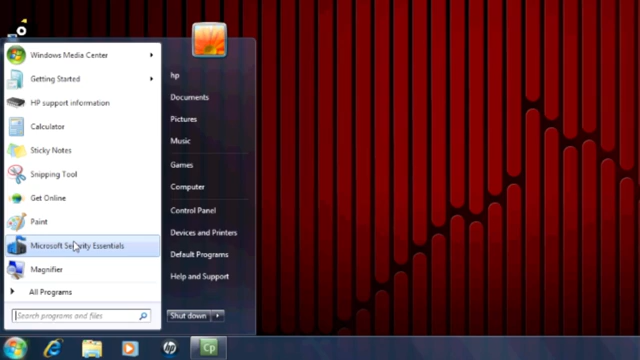 Windows Media Center
Getting Started
HP support information
Calculator
Sticky Notes
Snipping Tool
Get Online
Paint
Microsoft Security Essentials
Magnifier
All Programs
Search programs and files
hp
Documents
Pictures
Music
Games
Computer
Control Panel
Devices and Printers
Default Programs
Help and Support
Shut down
hp
Cp